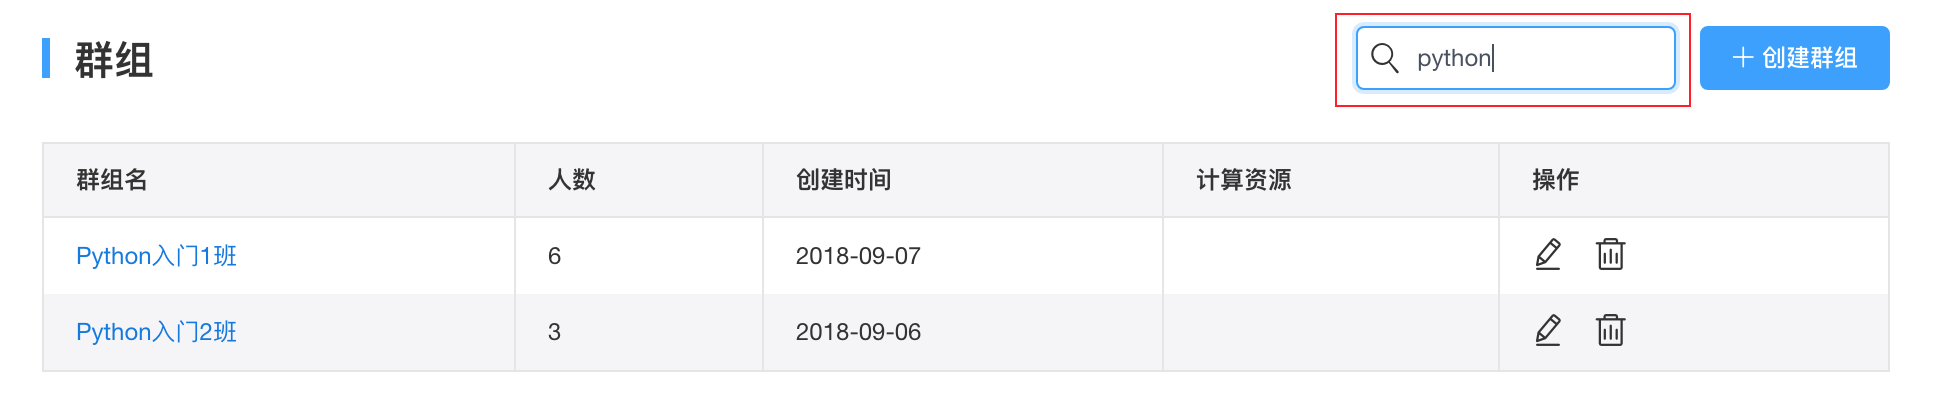 群组
python
创建群组
群组名 人数 创建时间 计算资源 操作
Python入门1班 6 2018-09-07
Python入门2班 3 2018-09-06